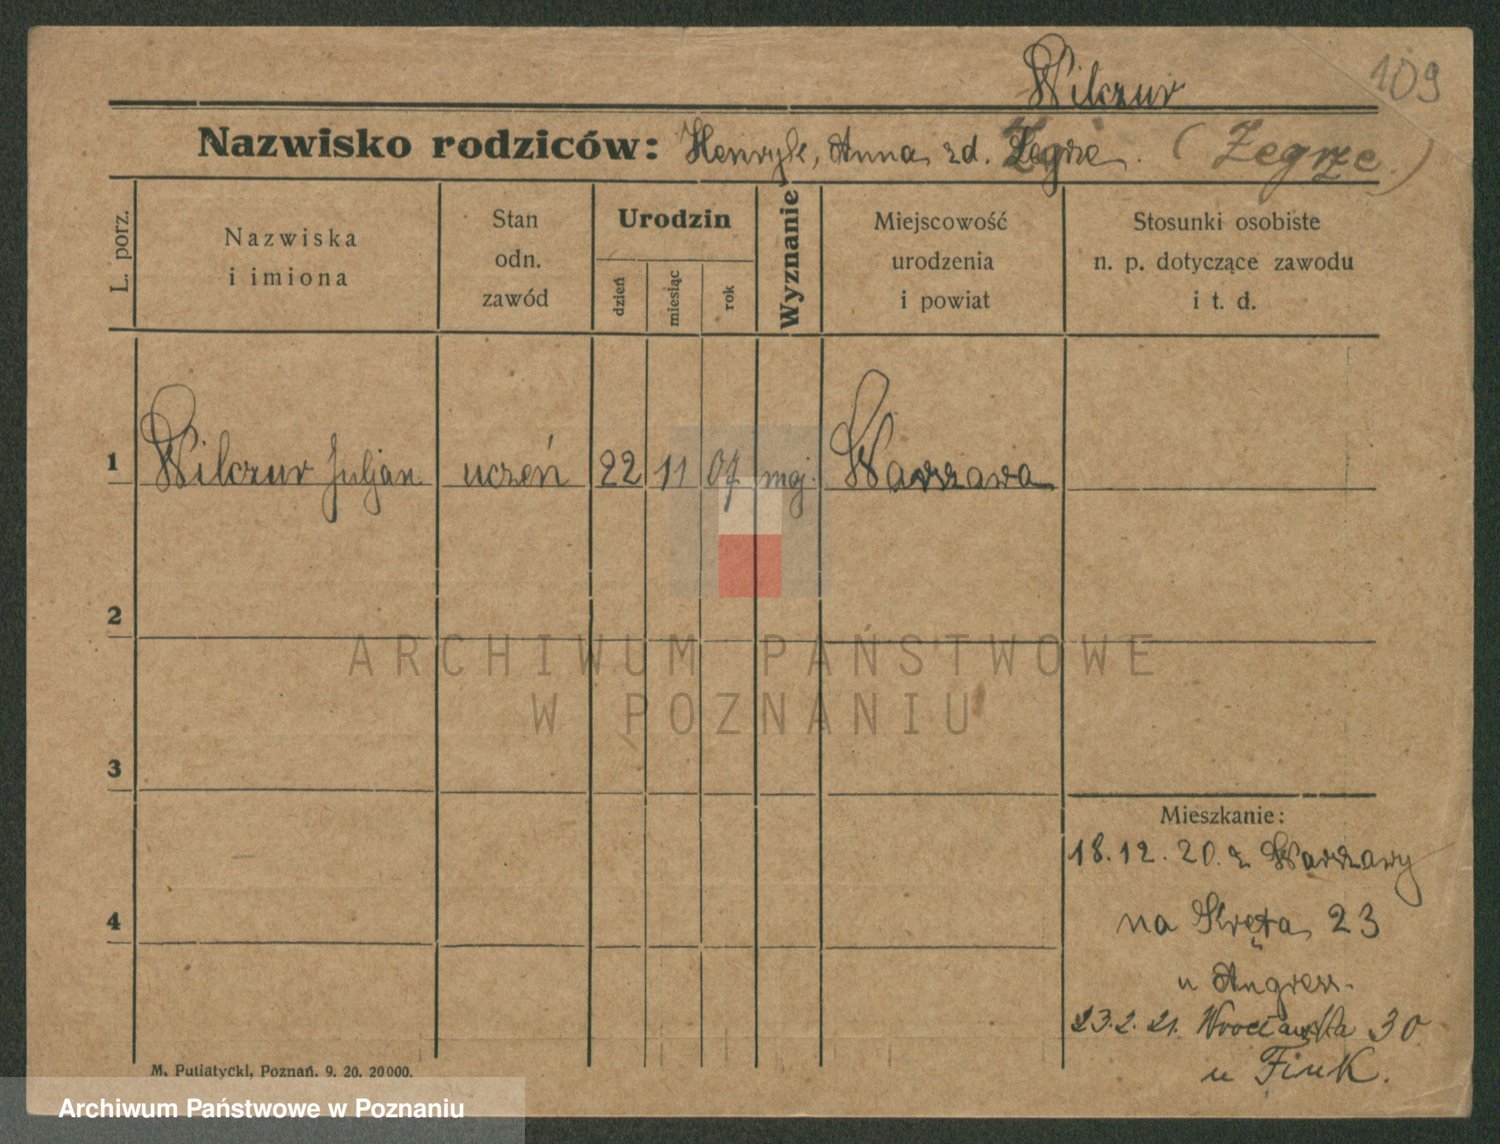 109
Wilczur
Nazwisko rodziców: Henryk, Anna zd. Zegrze. (Zegrze.)
L. porz.
Nazwiska
i imiona
Stan
odn.
zawód
Urodzin
dzień
miesiąc
rok
Wyznanie
Miejscowość
urodzenia
i powiat
Stosunki osobiste
n. p. dotyczące zawodu
i t. d.
1 Wilczur Juljan uczeń 22 11 07 moj. Warszawa
2
ARCHIWUM PAŃSTWOWE
W POZNANIU
3
Mieszkanie:
18.12.20. z Warszawy
4
na Kręta 23
u Angress.
23.2.21. Wrocławska 30
u Fink.
M. Putiatycki, Poznań. 9. 20. 20000.
Archiwum Państwowe w Poznaniu